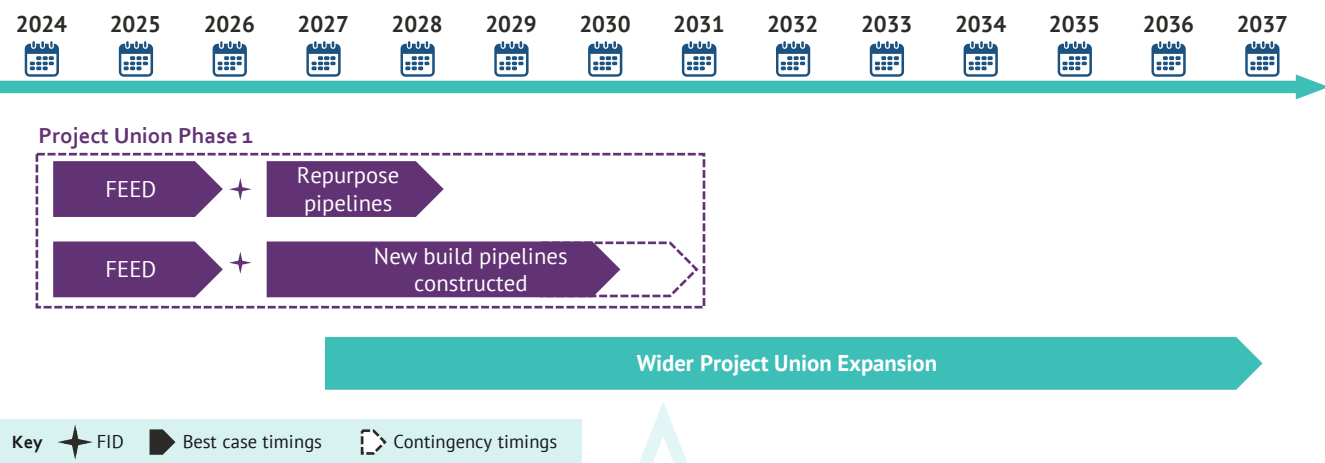 2024 2025 2026 2027 2028 2029 2030 2031 2032 2033 2034 2035 2036 2037
Project Union Phase 1
FEED
Repurpose
pipelines
FEED
New build pipelines
constructed
Wider Project Union Expansion
Key FID Best case timings Contingency timings